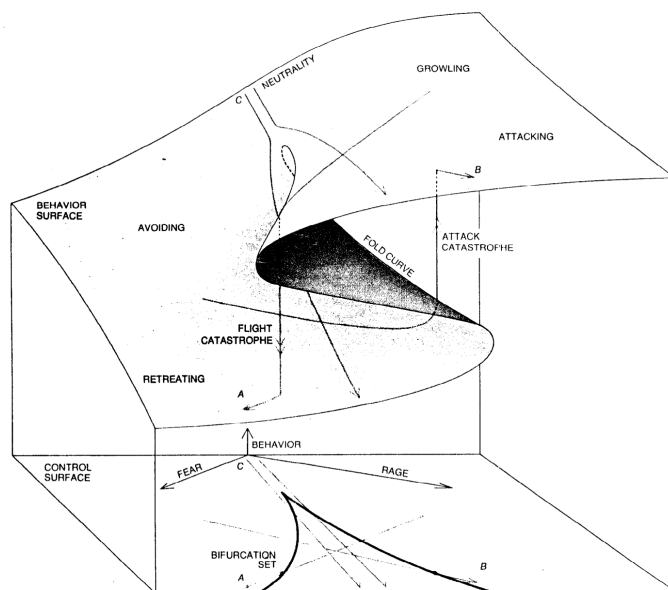 NEUTRALITY
C
GROWLING
ATTACKING
B
BEHAVIOR
SURFACE
AVOIDING
ATTACK
CATASTROPHE
FOLD CURVE
FLIGHT
CATASTROPHE
RETREATING
A
BEHAVIOR
CONTROL
SURFACE
FEAR
C
RAGE
BIFURCATION
SET
A
B